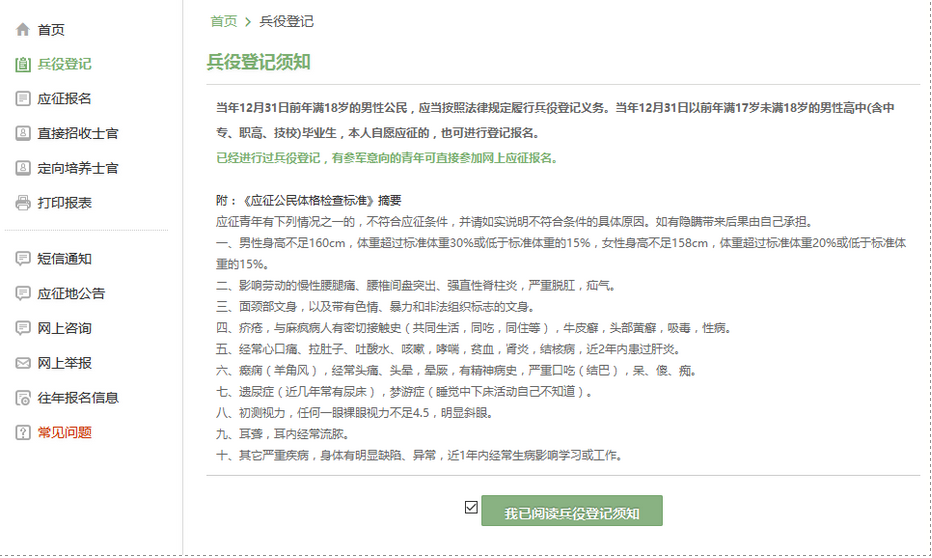 首页
兵役登记
应征报名
直接招收士官
定向培养士官
打印报表
短信通知
应征地公告
网上咨询
网上举报
往年报名信息
常见问题
首页 > 兵役登记
兵役登记须知
当年12月31日前年满18岁的男性公民，应当按照法律规定履行兵役登记义务。当年12月31日以前年满17岁未满18岁的男性高中(含中
专、职高、技校)毕业生，本人自愿应征的，也可进行登记报名。
已经进行过兵役登记，有参军意向的青年可直接参加网上应征报名。
附：《应征公民体格检查标准》摘要
应征青年有下列情况之一的，不符合应征条件，并请如实说明不符合条件的具体原因。如有隐瞒带来后果由自己承担。
一、男性身高不足160cm，体重超过标准体重30%或低于标准体重的15%，女性身高不足158cm，体重超过标准体重20%或低于标准体
重的15%。
二、影响劳动的慢性腰腿痛、腰椎间盘突出、强直性脊柱炎，严重脱肛，疝气。
三、面颈部文身，以及带有色情、暴力和非法组织标志的文身。
四、疥疮，与麻疯病人有密切接触史（共同生活，同吃，同住等），牛皮癣，头部黄癣，吸毒，性病。
五、经常心口痛、拉肚子、吐酸水、咳嗽，哮喘，贫血，肾炎，结核病，近2年内患过肝炎。
六、癫痫（羊角风），经常头痛、头晕，晕厥，有精神病史，严重口吃（结巴），呆、傻、痴。
七、遗尿症（近几年常有尿床），梦游症（睡觉中下床活动自己不知道）。
八、初测视力，任何一眼裸眼视力不足4.5，明显斜眼。
九、耳聋，耳内经常流脓。
十、其它严重疾病，身体有明显缺陷、异常，近1年内经常生病影响学习或工作。
我已阅读兵役登记须知